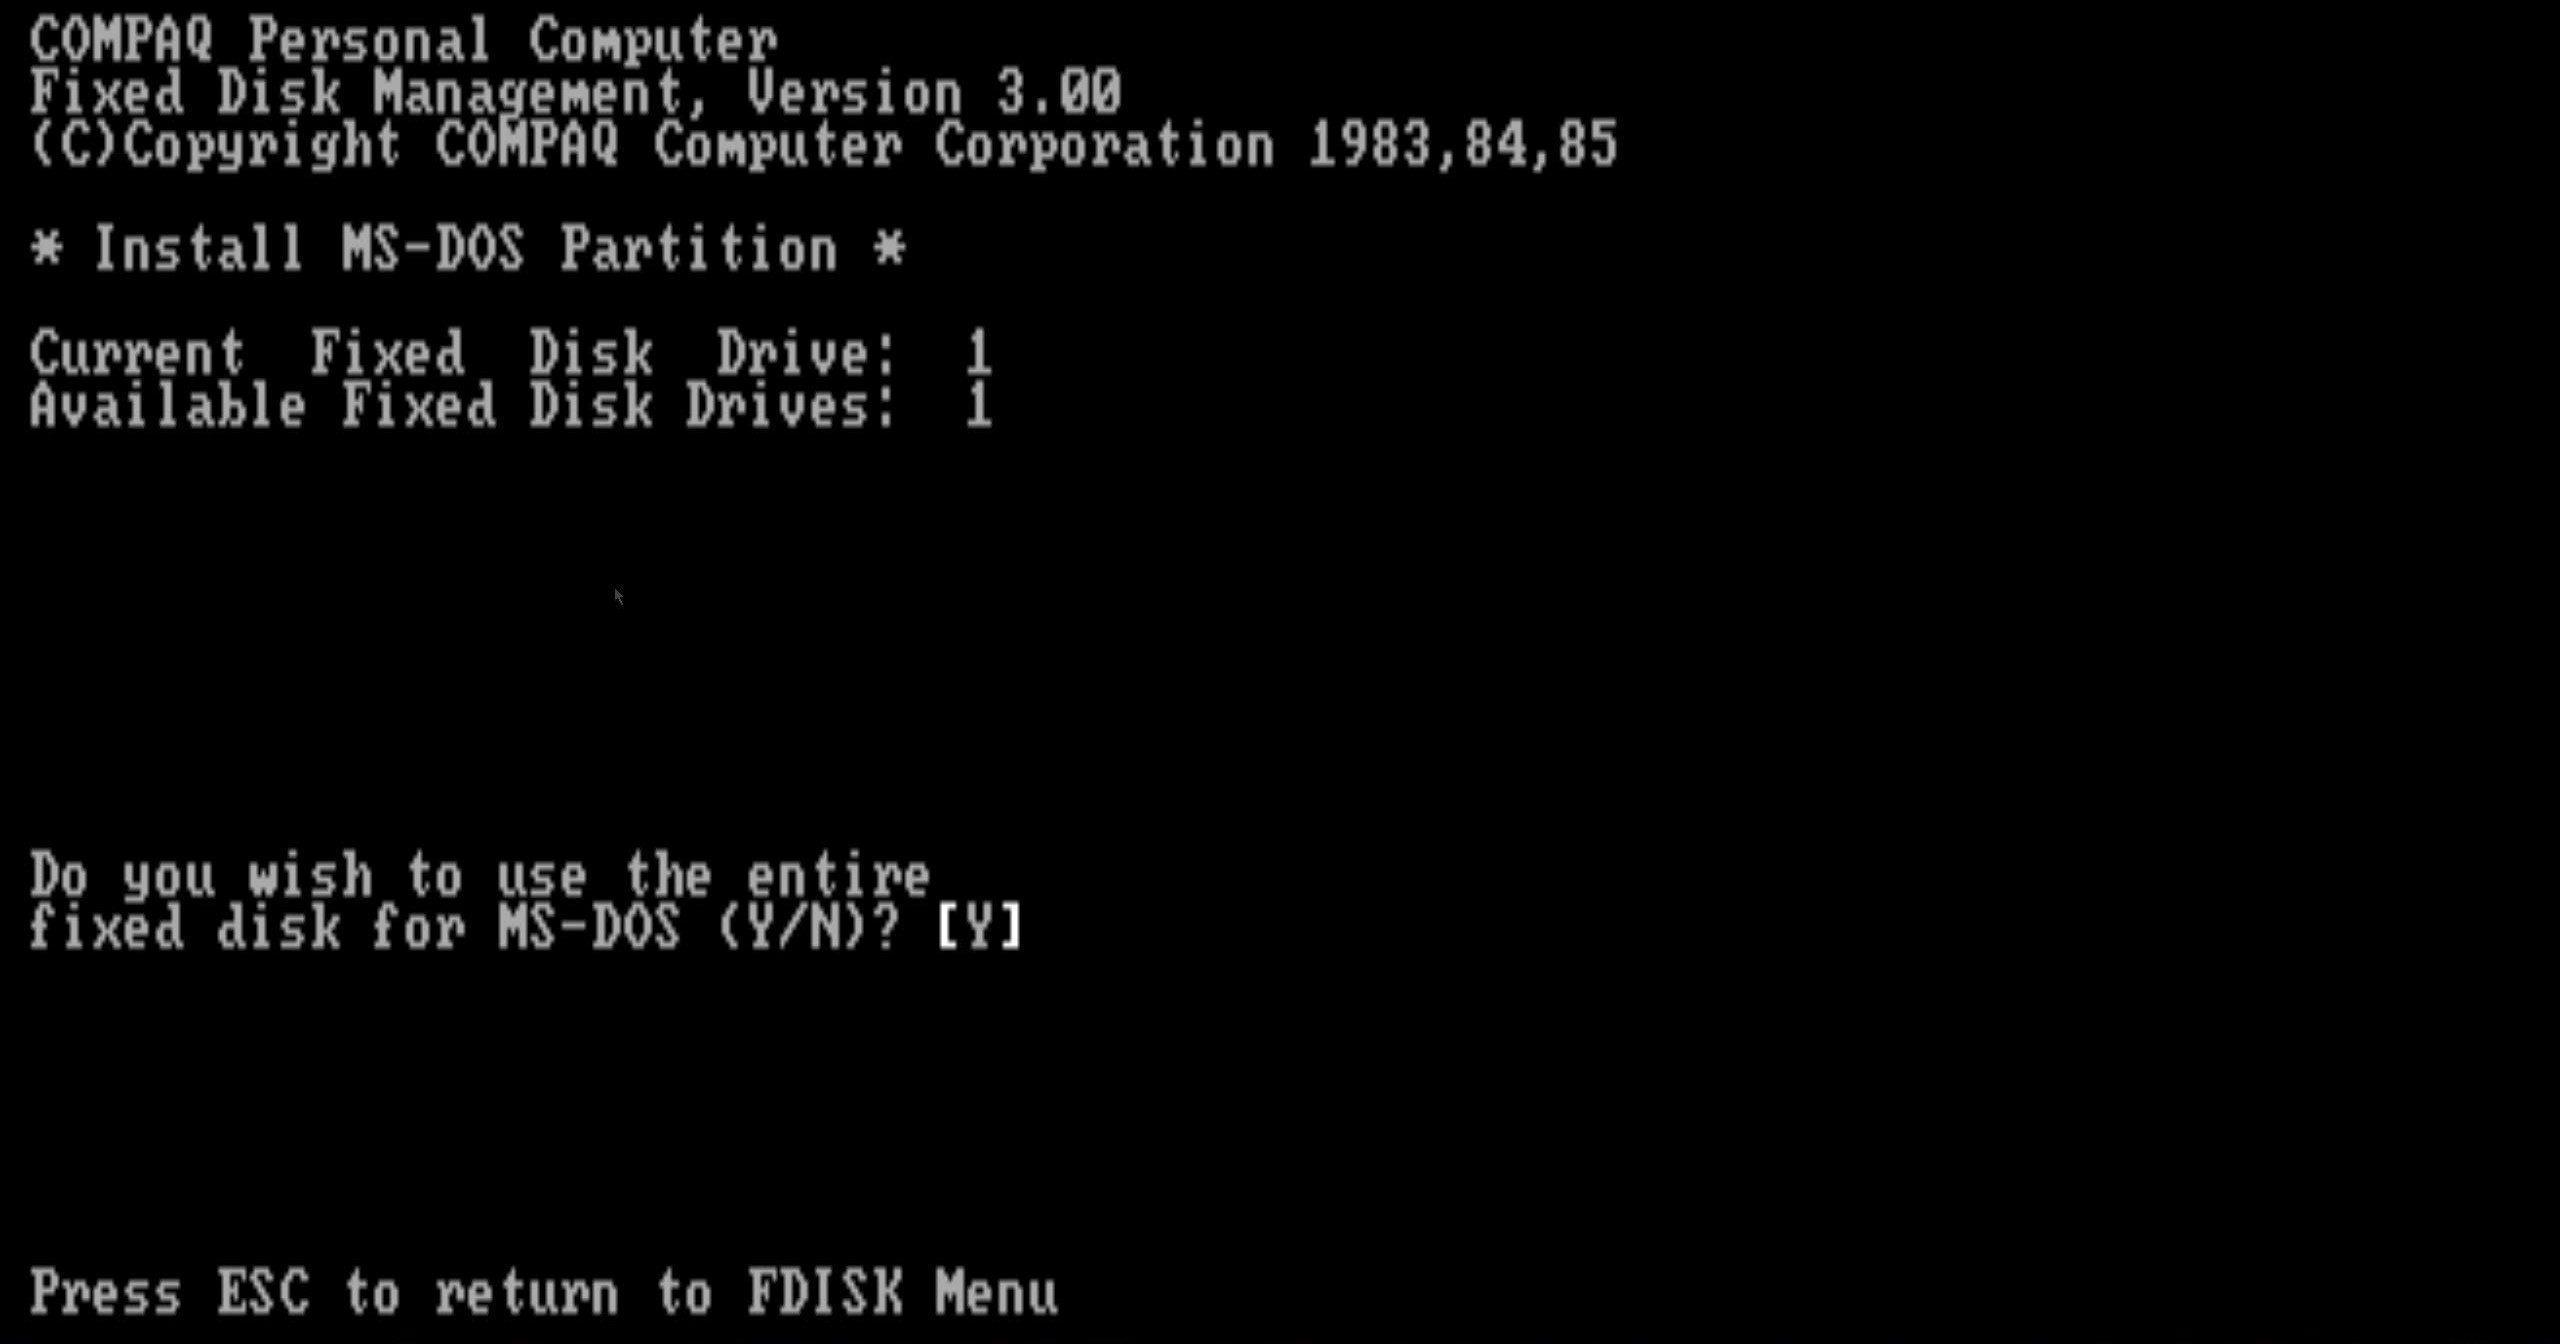 COMPAQ Personal Computer
Fixed Disk Management, Version 3.00
(C)Copyright COMPAQ Computer Corporation 1983,84,85
* Install MS-DOS Partition *
Current  Fixed  Disk  Drive:  1
Available Fixed Disk Drives:  1
Do you wish to use the entire
fixed disk for MS-DOS (Y/N)? [Y]
Press ESC to return to FDISK Menu